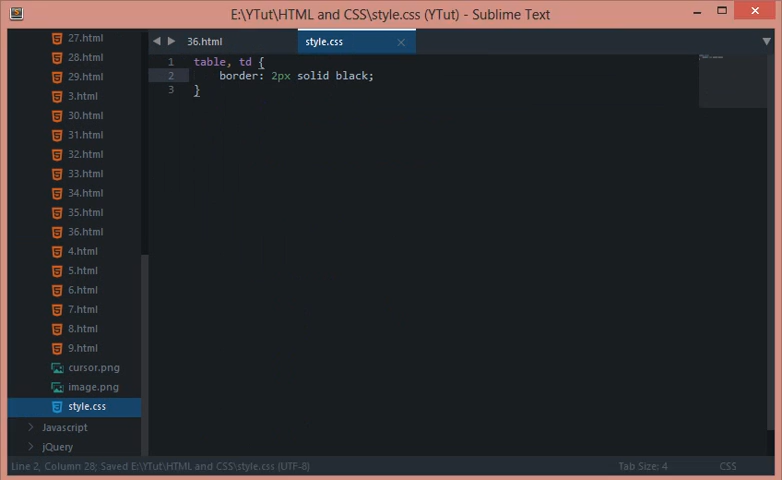 E:\YTut\HTML and CSS\style.css (YTut) - Sublime Text
36.html
style.css
27.html
28.html
29.html
3.html
30.html
31.html
32.html
33.html
34.html
35.html
36.html
4.html
5.html
6.html
7.html
8.html
9.html
cursor.png
image.png
style.css
Javascript
jQuery
1 table, td {
2 border: 2px solid black;
3 }
Line 2, Column 28; Saved E:\YTut\HTML and CSS\style.css (UTF-8)
Tab Size: 4
CSS